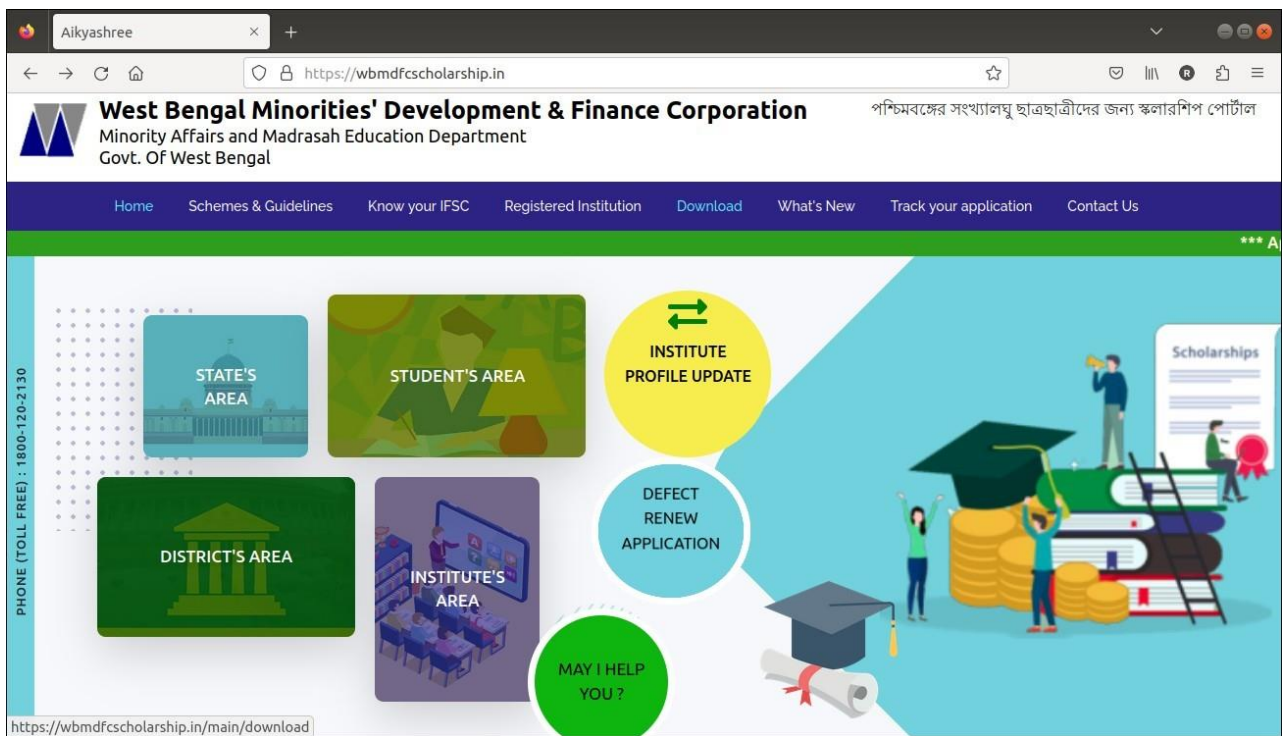 Aikyashree
https://wbmdfcscholarship.in
West Bengal Minorities' Development & Finance Corporation
Minority Affairs and Madrasah Education Department
Govt. Of West Bengal
পশ্চিমবঙ্গের সংখ্যালঘু ছাত্রছাত্রীদের জন্য স্কলারশিপ পোর্টাল
Home Schemes & Guidelines Know your IFSC Registered Institution Download What's New Track your application Contact Us
*** A
PHONE (TOLL FREE) : 1800-120-2130
STATE'S
AREA
STUDENT'S AREA
INSTITUTE
PROFILE UPDATE
Scholarships
DISTRICT'S AREA
INSTITUTE'S
AREA
DEFECT
RENEW
APPLICATION
MAY I HELP
YOU ?
https://wbmdfcscholarship.in/main/download